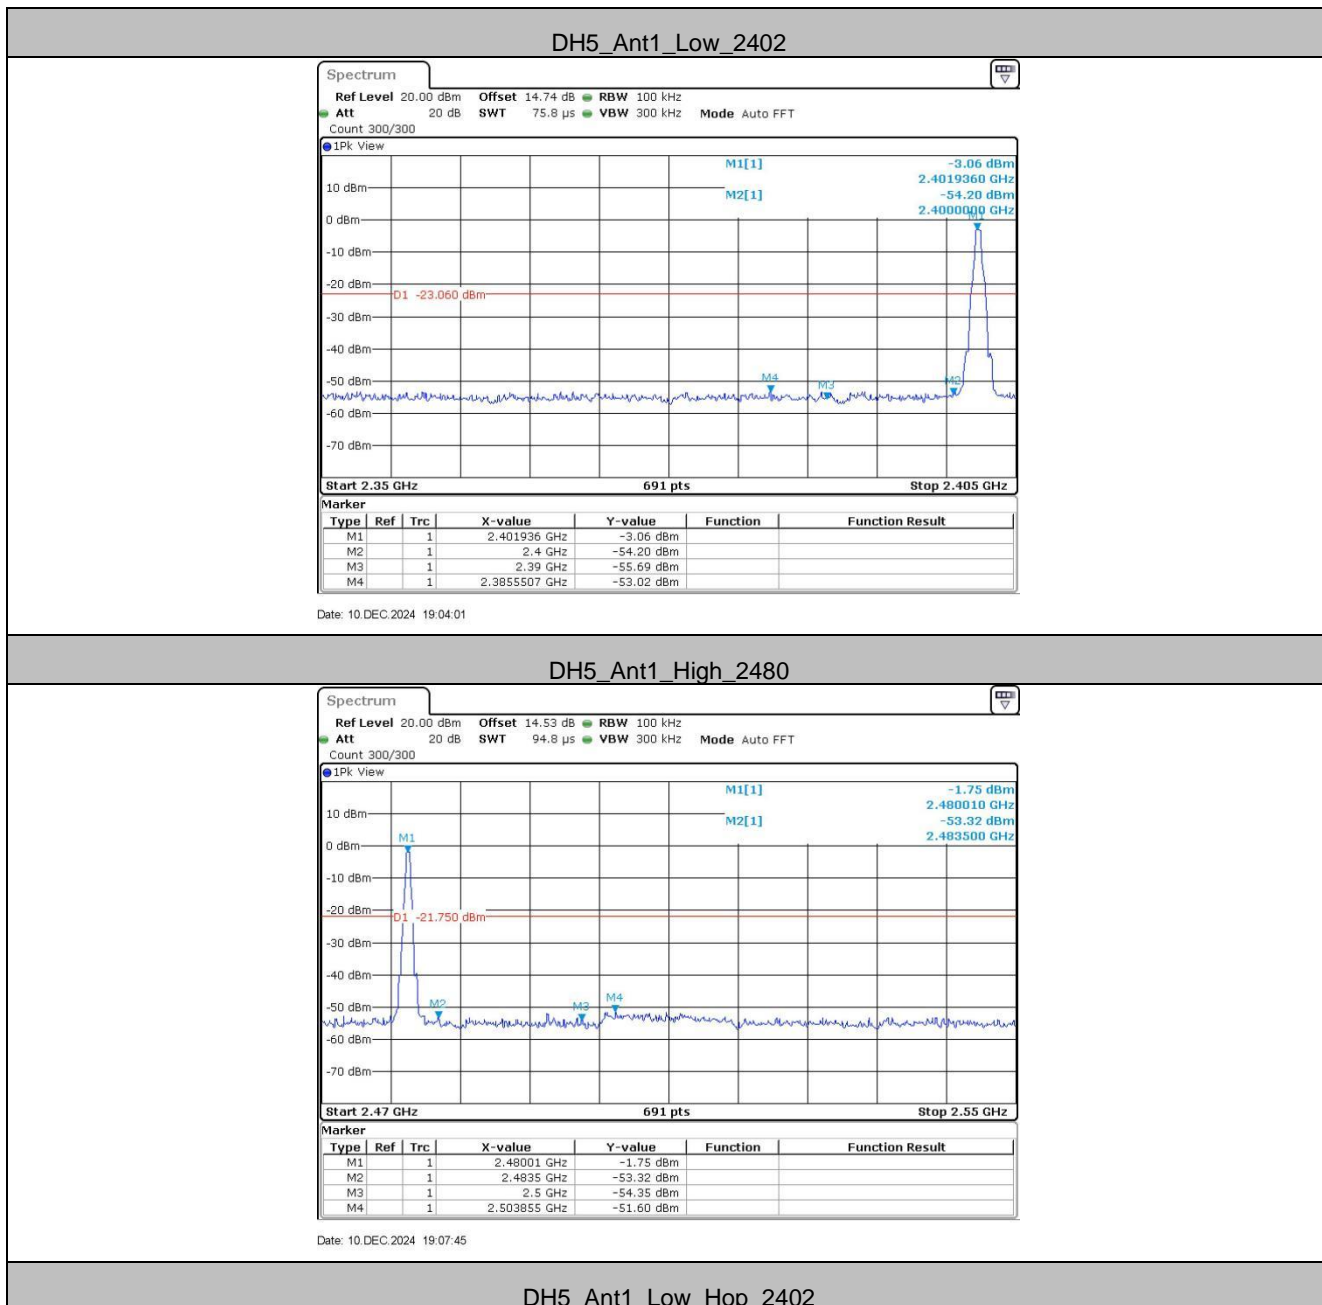 DH5_Ant1_Low_2402
Spectrum
Ref Level 20.00 dBm Offset 14.74 dB RBW 100 kHz
Att 20 dB SWT 75.8 µs VBW 300 kHz Mode Auto FFT
Count 300/300
1Pk View
M1[1] -3.06 dBm
2.4019360 GHz
M2[1] -54.20 dBm
2.4000000 GHz
M1
10 dBm
0 dBm
-10 dBm
-20 dBm
D1 -23.060 dBm
-30 dBm
-40 dBm
-50 dBm
M4
M3
M2
-60 dBm
-70 dBm
Start 2.35 GHz 691 pts Stop 2.405 GHz
Marker
Type Ref Trc X-value Y-value Function Function Result
M1 1 2.401936 GHz -3.06 dBm
M2 1 2.4 GHz -54.20 dBm
M3 1 2.39 GHz -55.69 dBm
M4 1 2.3855507 GHz -53.02 dBm
Date: 10.DEC.2024 19:04:01
DH5_Ant1_High_2480
Spectrum
Ref Level 20.00 dBm Offset 14.53 dB RBW 100 kHz
Att 20 dB SWT 94.8 µs VBW 300 kHz Mode Auto FFT
Count 300/300
1Pk View
M1[1] -1.75 dBm
2.480010 GHz
M2[1] -53.32 dBm
2.483500 GHz
10 dBm
M1
0 dBm
-10 dBm
-20 dBm
D1 -21.750 dBm
-30 dBm
-40 dBm
-50 dBm
M2
M3
M4
-60 dBm
-70 dBm
Start 2.47 GHz 691 pts Stop 2.55 GHz
Marker
Type Ref Trc X-value Y-value Function Function Result
M1 1 2.48001 GHz -1.75 dBm
M2 1 2.4835 GHz -53.32 dBm
M3 1 2.5 GHz -54.35 dBm
M4 1 2.503855 GHz -51.60 dBm
Date: 10.DEC.2024 19:07:45
DH5_Ant1_Low_Hop_2402